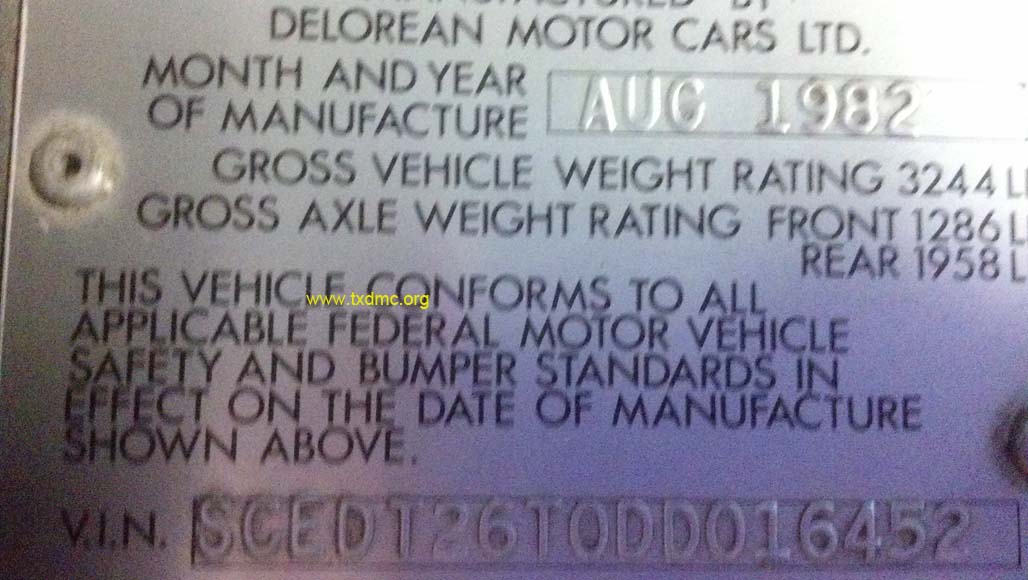 DELOREAN MOTOR CARS LTD.
MONTH AND YEAR
OF MANUFACTURE AUG 1982
GROSS VEHICLE WEIGHT RATING 3244
GROSS AXLE WEIGHT RATING FRONT 1286
REAR 1958
THIS VEHICLE CONFORMS TO ALL
www.txdmc.org
APPLICABLE FEDERAL MOTOR VEHICLE
SAFETY AND BUMPER STANDARDS IN
EFFECT ON THE DATE OF MANUFACTURE
SHOWN ABOVE.
V.I.N. SCEDT26T0DD016452